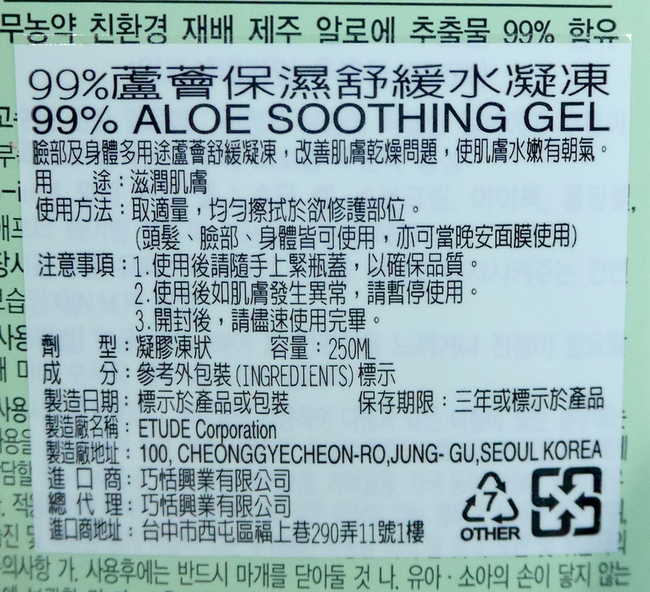 무농약 친환경 재배 제주 알로에 추출물 99% 함유
99%蘆薈保濕舒緩水凝凍
99% ALOE SOOTHING GEL
臉部及身體多用途蘆薈舒緩凝凍，改善肌膚乾燥問題，使肌膚水嫩有朝氣。
用　　途：滋潤肌膚
使用方法：取適量，均勻擦拭於欲修護部位。
(頭髮、臉部、身體皆可使用，亦可當晚安面膜使用)
注意事項：1.使用後請隨手上緊瓶蓋，以確保品質。
2.使用後如肌膚發生異常，請暫停使用。
3.開封後，請儘速使用完畢。
劑　　型：凝膠凍狀　　容量：250ML
成　　分：參考外包裝(INGREDIENTS)標示
製造日期：標示於產品或包裝　　保存期限：三年或標示於產品
製造廠名稱：ETUDE Corporation
製造廠地址：100, CHEONGGYECHEON-RO,JUNG- GU,SEOUL KOREA
進 口 商：巧恬興業有限公司
總 代 理：巧恬興業有限公司
進口商地址：台中市西屯區福上巷290弄11號1樓
7
OTHER
의사항 가. 사용후에는 반드시 마개를 닫아둘 것 나. 유아·소아의 손이 닿지 않는